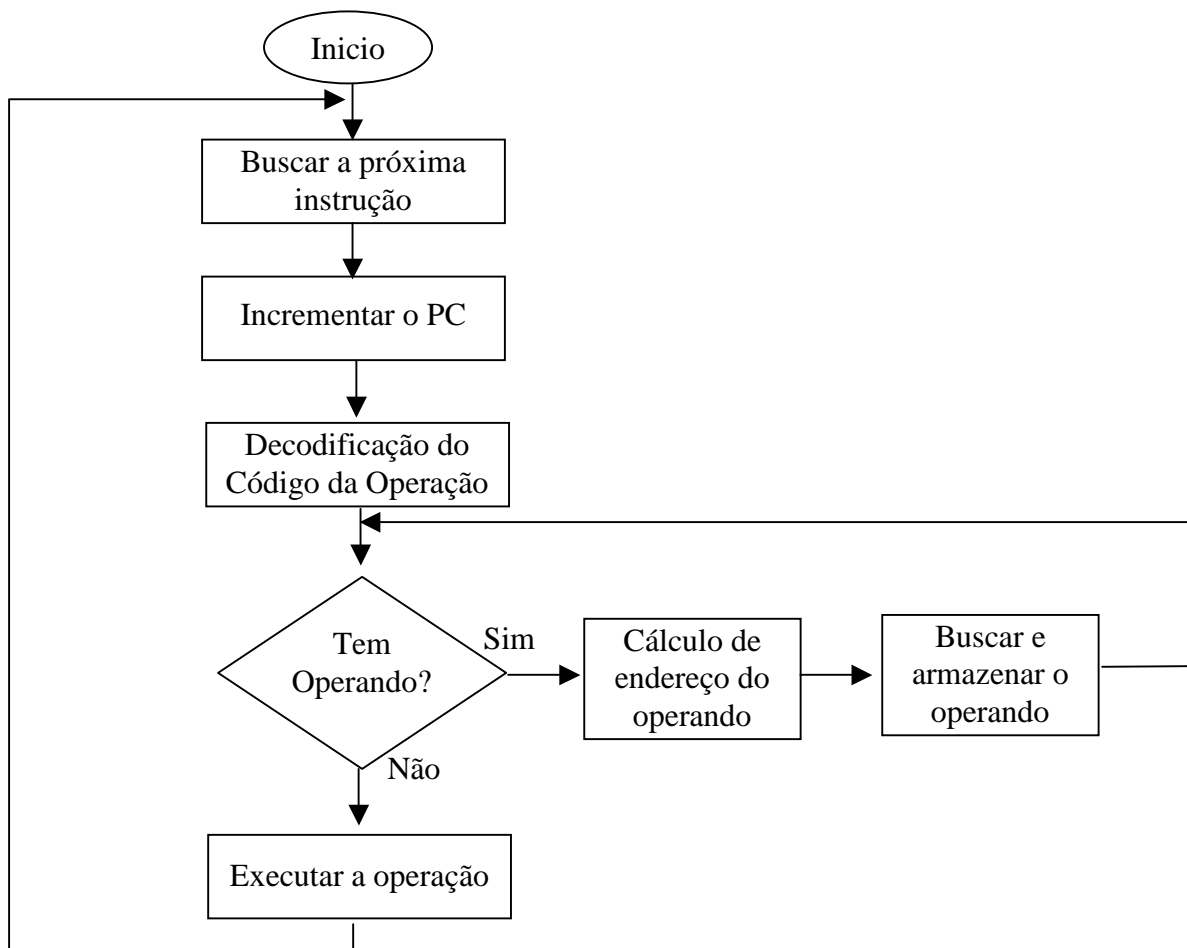 Inicio
Buscar a próxima
instrução
Incrementar o PC
Decodificação do
Código da Operação
Tem
Operando?
Sim
Cálculo de
endereço do
operando
Buscar e
armazenar o
operando
Não
Executar a operação